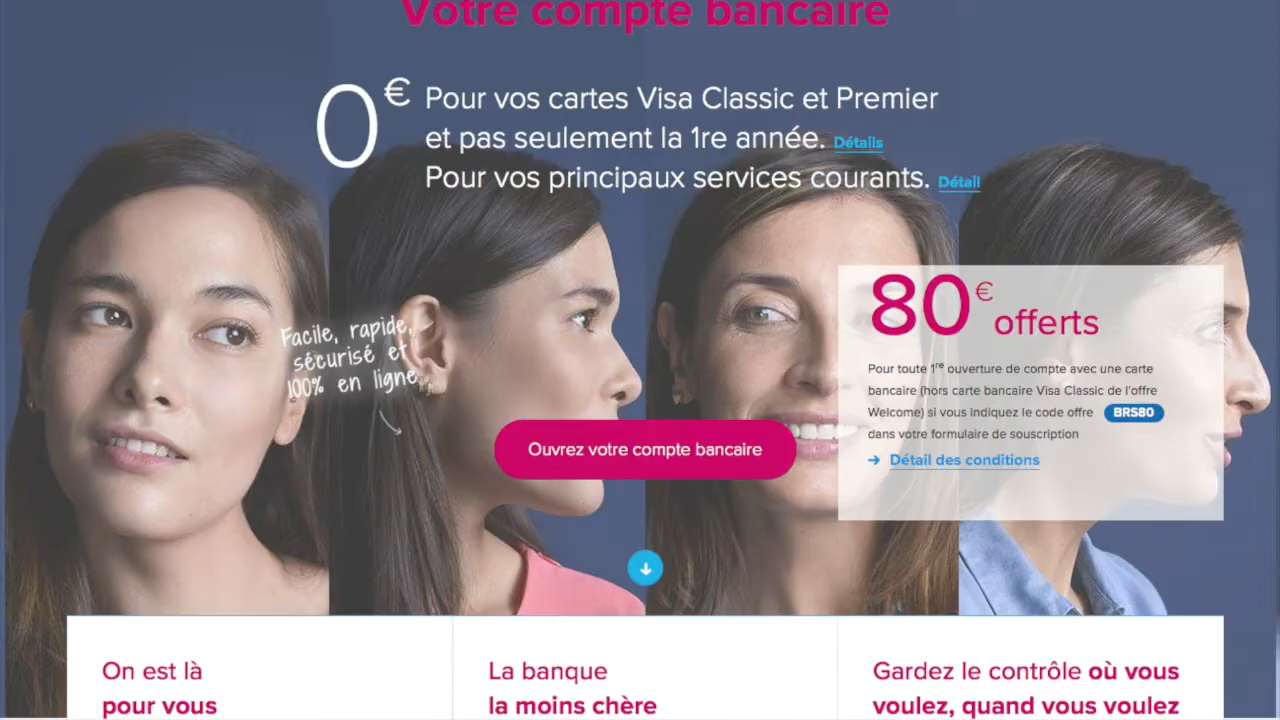 Votre compte bancaire
0€
Pour vos cartes Visa Classic et Premier
et pas seulement la 1re année. Détails
Pour vos principaux services courants. Détail
80€ offerts
Pour toute 1re ouverture de compte avec une carte
bancaire (hors carte bancaire Visa Classic de l'offre
Welcome) si vous indiquez le code offre BRS80
dans votre formulaire de souscription
→ Détail des conditions
Facile, rapide,
sécurisé et
100% en ligne
Ouvrez votre compte bancaire
On est là
pour vous
La banque
la moins chère
Gardez le contrôle où vous
voulez, quand vous voulez